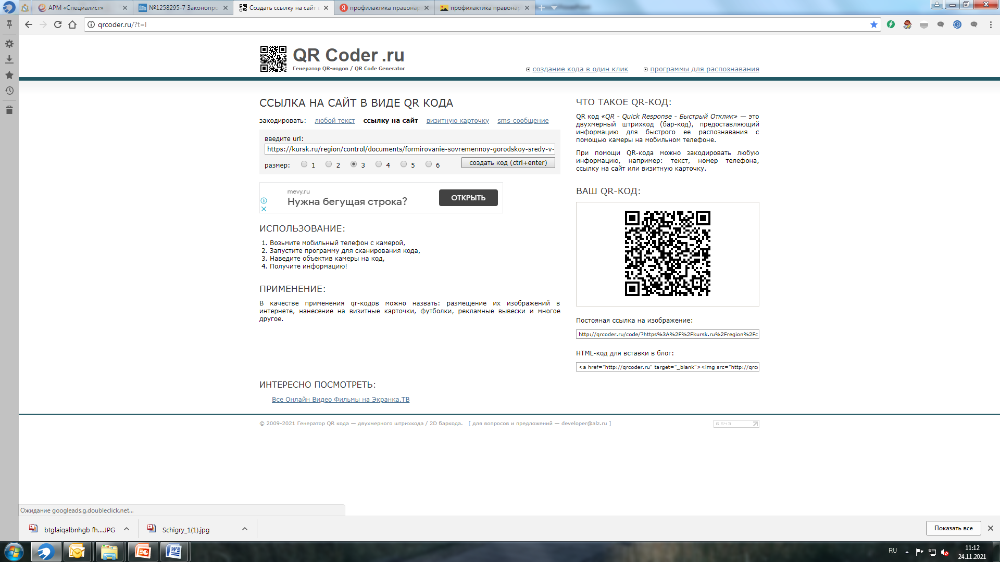 АРМ «Специалист»
№1258295-7 Законопро
Создать ссылку на сайт
профилактика правонар
профилактика правонар
qrcoder.ru/?t=l
QR Coder.ru
Генератор QR-кодов / QR Code Generator
создание кода в один клик
программы для распознавания
ССЫЛКА НА САЙТ В ВИДЕ QR КОДА
закодировать: любой текст ссылку на сайт визитную карточку sms-сообщение
введите url:
https://kursk.ru/region/control/documents/formirovanie-sovremennoy-gorodskoy-sredy-v-
размер: 1 2 3 4 5 6
создать код (ctrl+enter)
mevy.ru
Нужна бегущая строка?
ОТКРЫТЬ
ИСПОЛЬЗОВАНИЕ:
1. Возьмите мобильный телефон с камерой,
2. Запустите программу для сканирования кода,
3. Наведите объектив камеры на код,
4. Получите информацию!
ПРИМЕНЕНИЕ:
В качестве применения qr-кодов можно назвать: размещение их изображений в
интернете, нанесение на визитные карточки, футболки, рекламные вывески и многое
другое.
ИНТЕРЕСНО ПОСМОТРЕТЬ:
Все Онлайн Видео Фильмы на Экранка.ТВ
ЧТО ТАКОЕ QR-КОД:
QR код «QR - Quick Response - Быстрый Отклик» — это
двухмерный штрихкод (бар-код), предоставляющий
информацию для быстрого ее распознавания с
помощью камеры на мобильном телефоне.
При помощи QR-кода можно закодировать любую
информацию, например: текст, номер телефона,
ссылку на сайт или визитную карточку.
ВАШ QR-КОД:
Постояная ссылка на изображение:
http://qrcoder.ru/code/?https%3A%2F%2Fkursk.ru%2Fregion%2Fc
HTML-код для вставки в блог:
<a href="http://qrcoder.ru" target="_blank"><img src="http://qrc
© 2009-2021 Генератор QR кода — двухмерного штрихкода / 2D баркода. [ для вопросов и предложений — developer@alz.ru ]
Ожидание googleads.g.doubleclick.net...
btglaiqalbnhgb fh....JPG
Schigry_1(1).jpg
Показать все
RU
11:12
24.11.2021